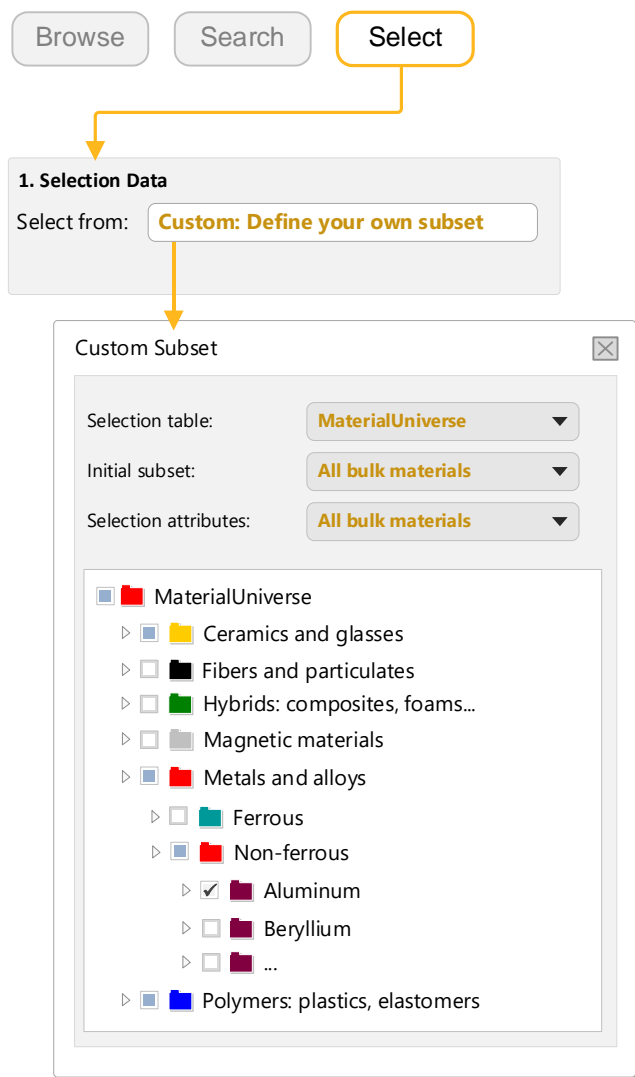 Browse Search Select
1. Selection Data
Select from: Custom: Define your own subset
Custom Subset
Selection table: MaterialUniverse
Initial subset: All bulk materials
Selection attributes: All bulk materials
MaterialUniverse
Ceramics and glasses
Fibers and particulates
Hybrids: composites, foams...
Magnetic materials
Metals and alloys
Ferrous
Non-ferrous
Aluminum
Beryllium
...
Polymers: plastics, elastomers